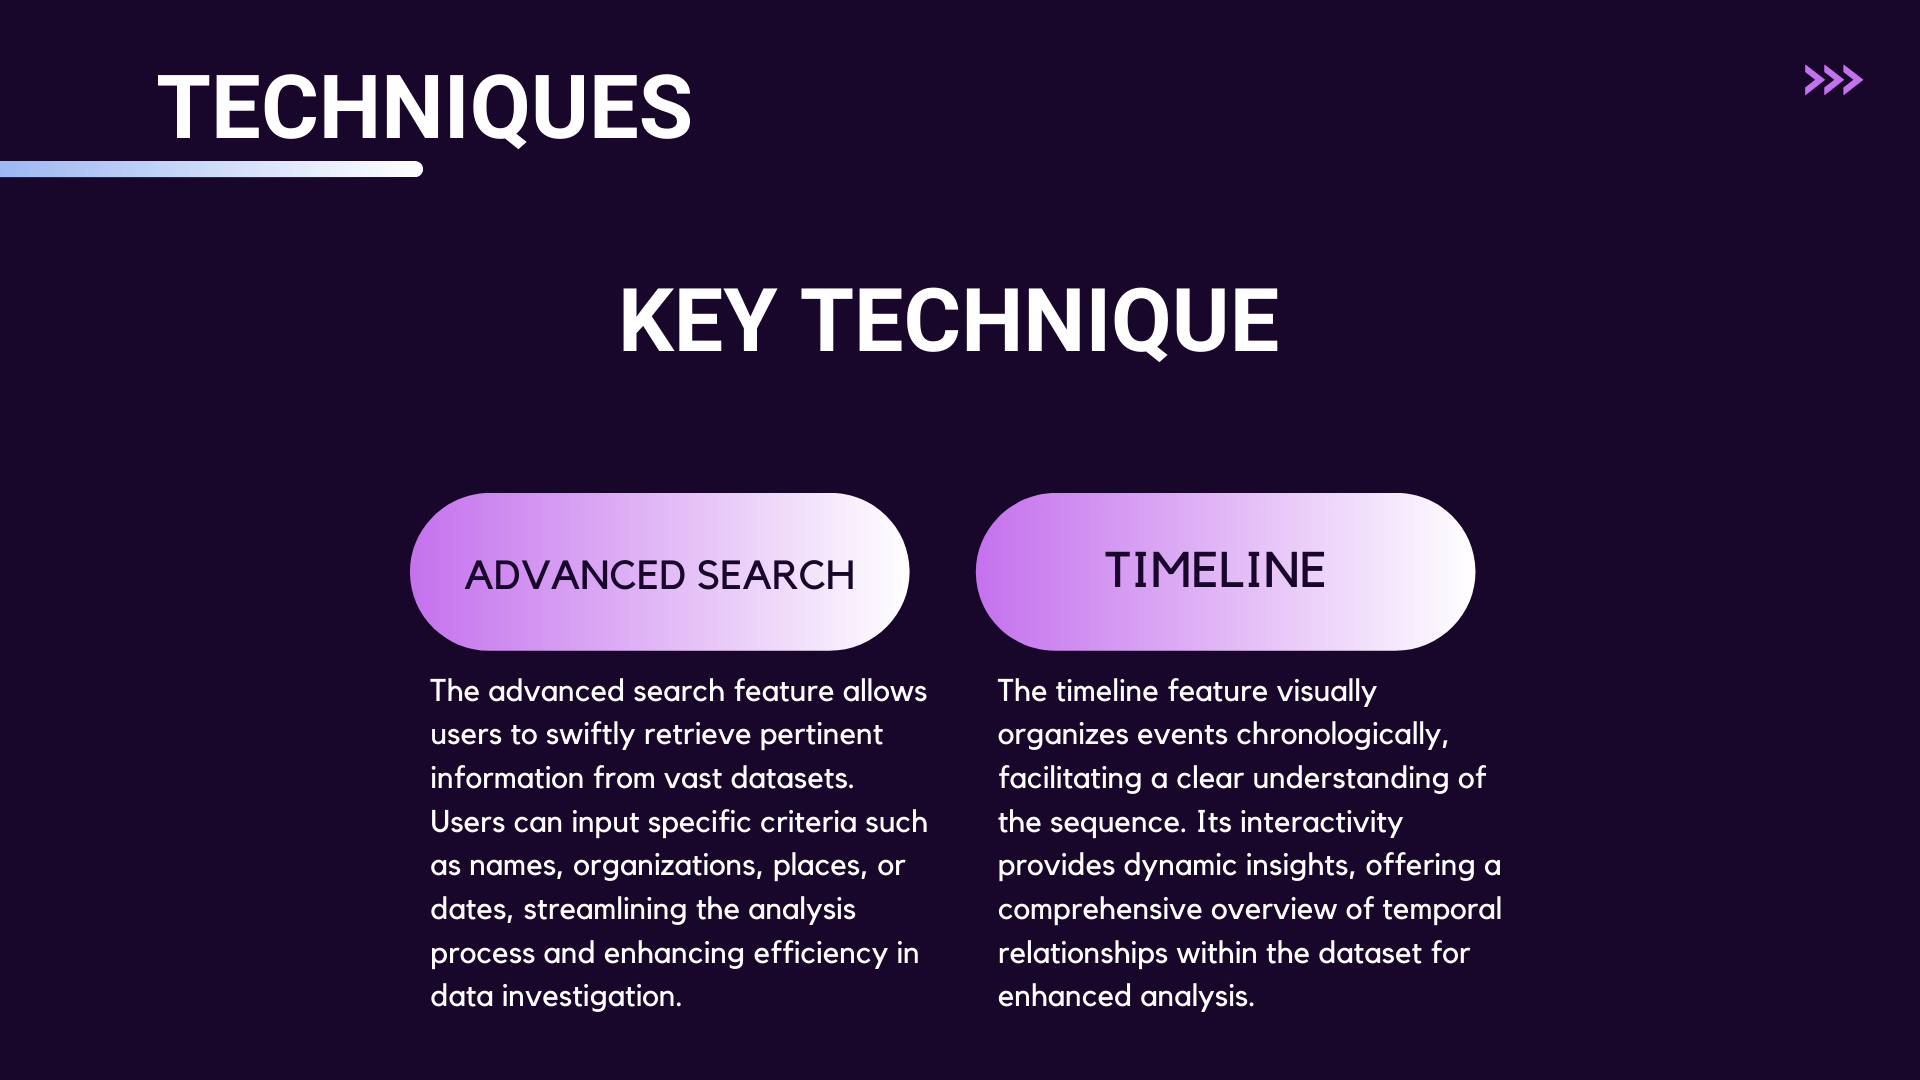 TECHNIQUES
KEY TECHNIQUE
ADVANCED SEARCH
The advanced search feature allows
users to swiftly retrieve pertinent
information from vast datasets.
Users can input specific criteria such
as names, organizations, places, or
dates, streamlining the analysis
process and enhancing efficiency in
data investigation.
TIMELINE
The timeline feature visually
organizes events chronologically,
facilitating a clear understanding of
the sequence. Its interactivity
provides dynamic insights, offering a
comprehensive overview of temporal
relationships within the dataset for
enhanced analysis.